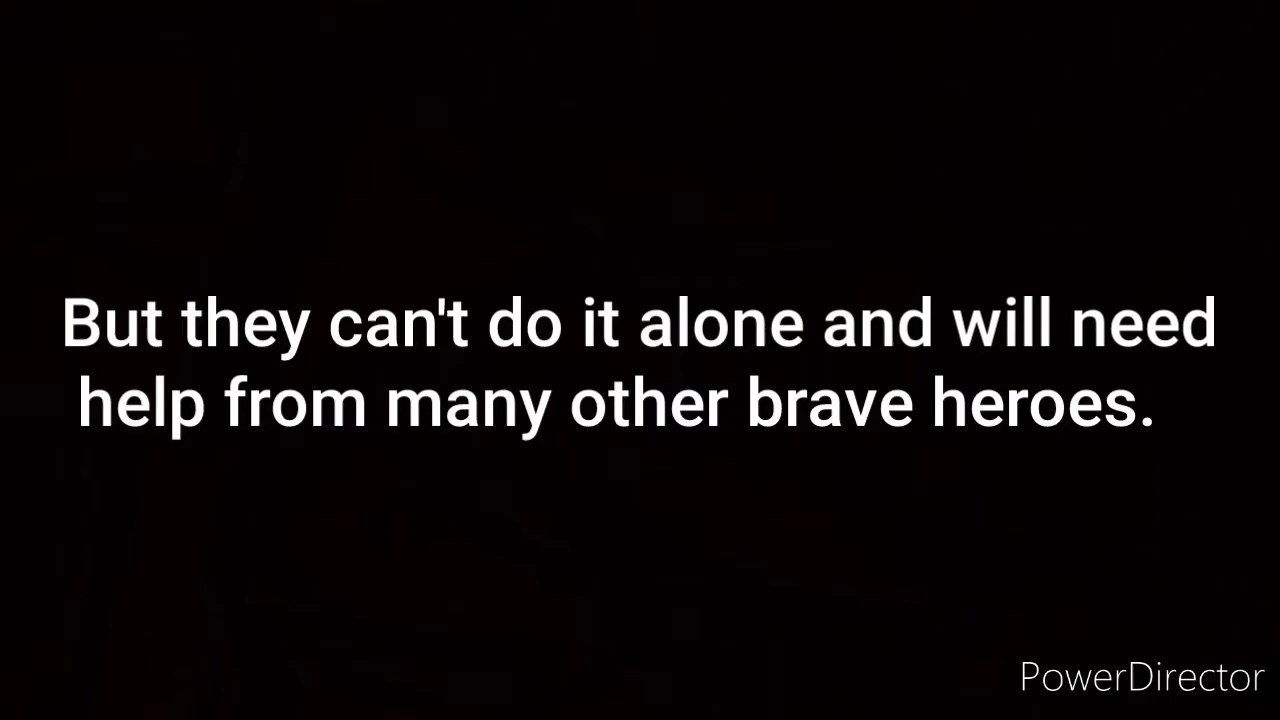 But they can't do it alone and will need
help from many other brave heroes.
PowerDirector